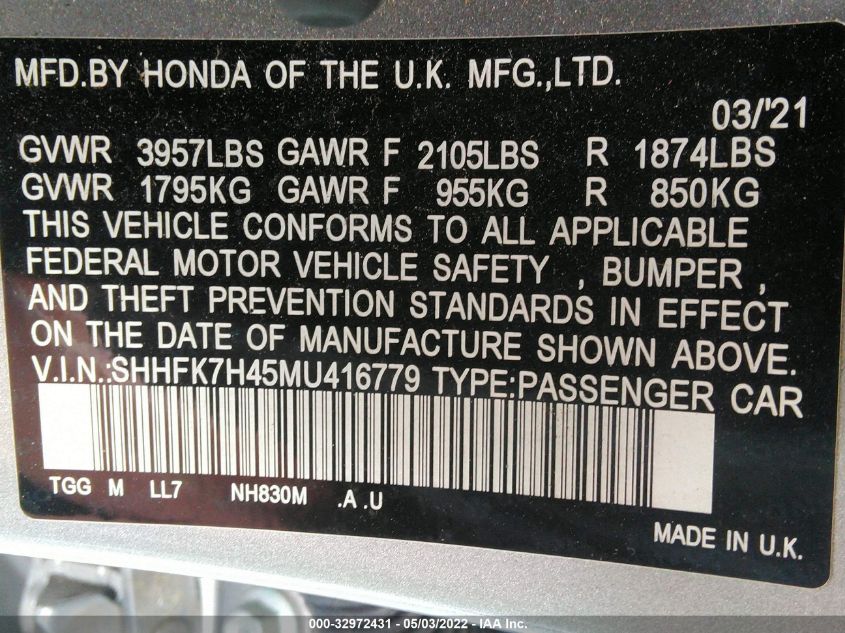 MFD.BY HONDA OF THE U.K. MFG.,LTD.
03/'21
GVWR 3957LBS GAWR F 2105LBS R 1874LBS
GVWR 1795KG GAWR F 955KG R 850KG
THIS VEHICLE CONFORMS TO ALL APPLICABLE
FEDERAL MOTOR VEHICLE SAFETY , BUMPER ,
AND THEFT PREVENTION STANDARDS IN EFFECT
ON THE DATE OF MANUFACTURE SHOWN ABOVE.
V.I.N.:SHHFK7H45MU416779 TYPE:PASSENGER CAR
TGG M LL7 NH830M .A .U
MADE IN U.K.
000-32972431 - 05/03/2022 - IAA Inc.